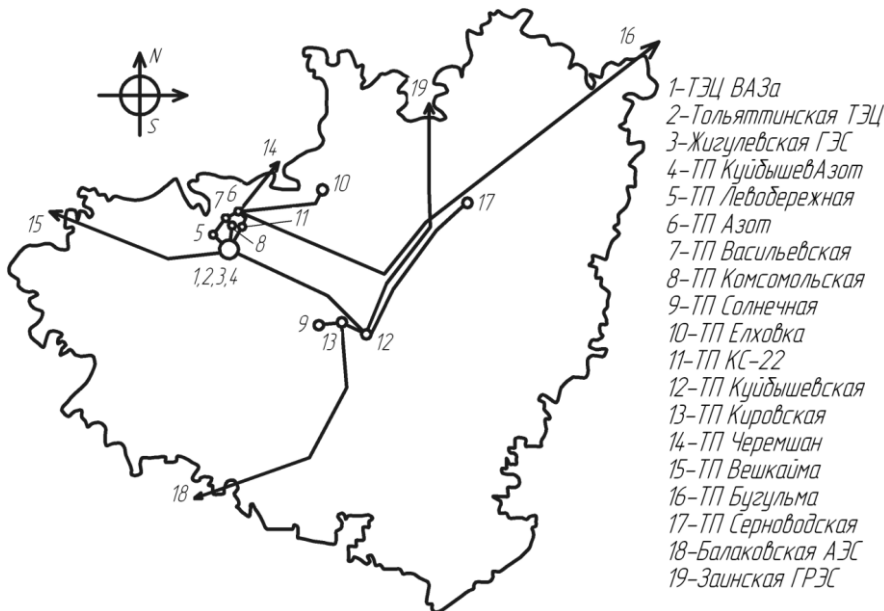 N
S
16
19
14
10
7
6
17
15
5
11
8
1,2,3,4
9
13
12
18
1-ТЭЦ ВАЗа
2-Тольяттинская ТЭЦ
3-Жигулевская ГЭС
4-ТП КуйбышевАзот
5-ТП Левобережная
6-ТП Азот
7-ТП Васильевская
8-ТП Комсомольская
9-ТП Солнечная
10-ТП Елховка
11-ТП КС-22
12-ТП Куйбышевская
13-ТП Кировская
14-ТП Черемшан
15-ТП Вешкайма
16-ТП Бугульма
17-ТП Серноводская
18-Балаковская АЭС
19-Заинская ГРЭС